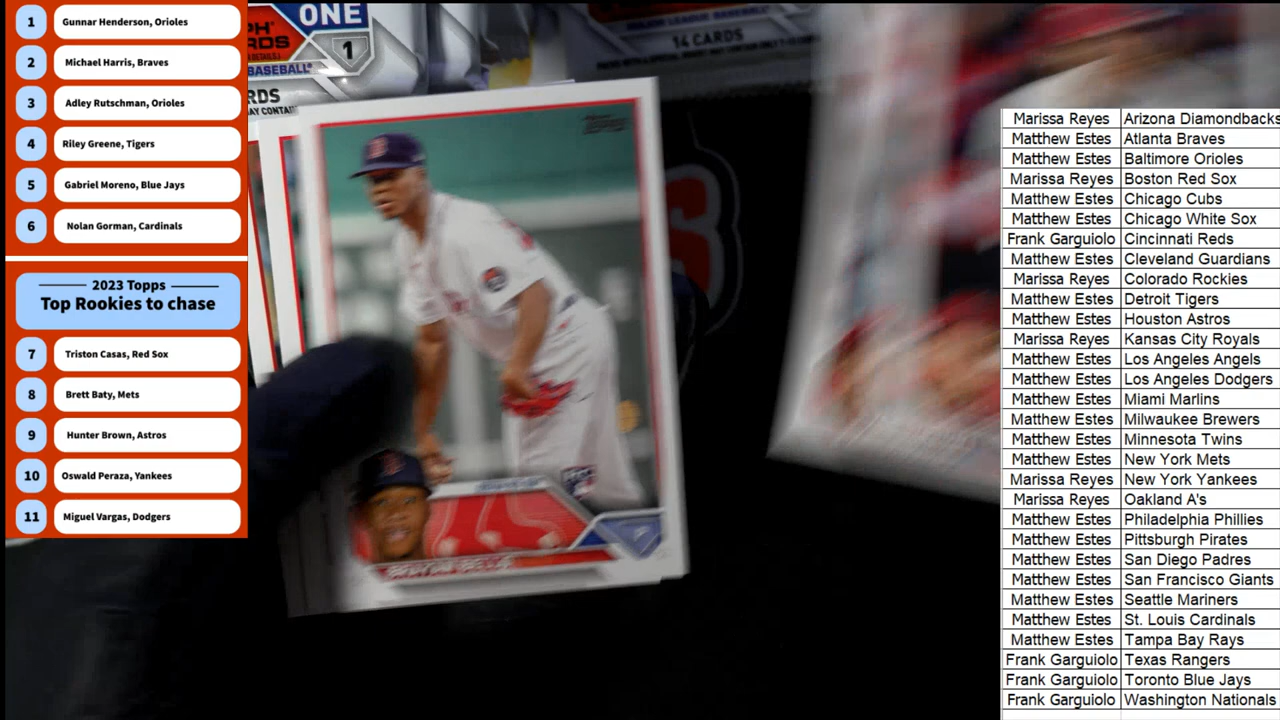 1 Gunnar Henderson, Orioles
2 Michael Harris, Braves
3 Adley Rutschman, Orioles
4 Riley Greene, Tigers
5 Gabriel Moreno, Blue Jays
6 Nolan Gorman, Cardinals
2023 Topps
Top Rookies to chase
7 Triston Casas, Red Sox
8 Brett Baty, Mets
9 Hunter Brown, Astros
10 Oswald Peraza, Yankees
11 Miguel Vargas, Dodgers
ONE
1
BASEBALL
14 CARDS
Marissa Reyes Arizona Diamondbacks
Matthew Estes Atlanta Braves
Matthew Estes Baltimore Orioles
Marissa Reyes Boston Red Sox
Matthew Estes Chicago Cubs
Matthew Estes Chicago White Sox
Frank Garguiolo Cincinnati Reds
Matthew Estes Cleveland Guardians
Marissa Reyes Colorado Rockies
Matthew Estes Detroit Tigers
Matthew Estes Houston Astros
Marissa Reyes Kansas City Royals
Matthew Estes Los Angeles Angels
Matthew Estes Los Angeles Dodgers
Matthew Estes Miami Marlins
Matthew Estes Milwaukee Brewers
Matthew Estes Minnesota Twins
Matthew Estes New York Mets
Marissa Reyes New York Yankees
Marissa Reyes Oakland A's
Matthew Estes Philadelphia Phillies
Matthew Estes Pittsburgh Pirates
Matthew Estes San Diego Padres
Matthew Estes San Francisco Giants
Matthew Estes Seattle Mariners
Matthew Estes St. Louis Cardinals
Matthew Estes Tampa Bay Rays
Frank Garguiolo Texas Rangers
Frank Garguiolo Toronto Blue Jays
Frank Garguiolo Washington Nationals